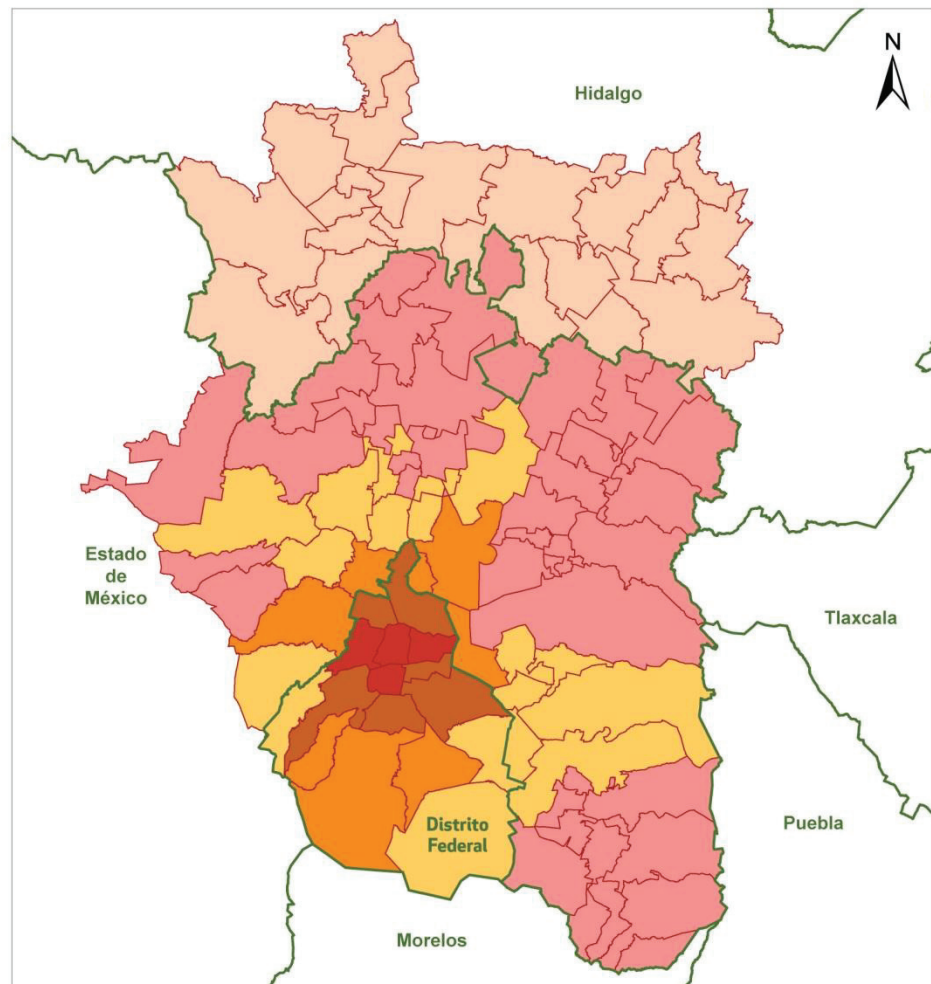 N
Hidalgo
Estado
de
México
Tlaxcala
Distrito
Federal
Puebla
Morelos